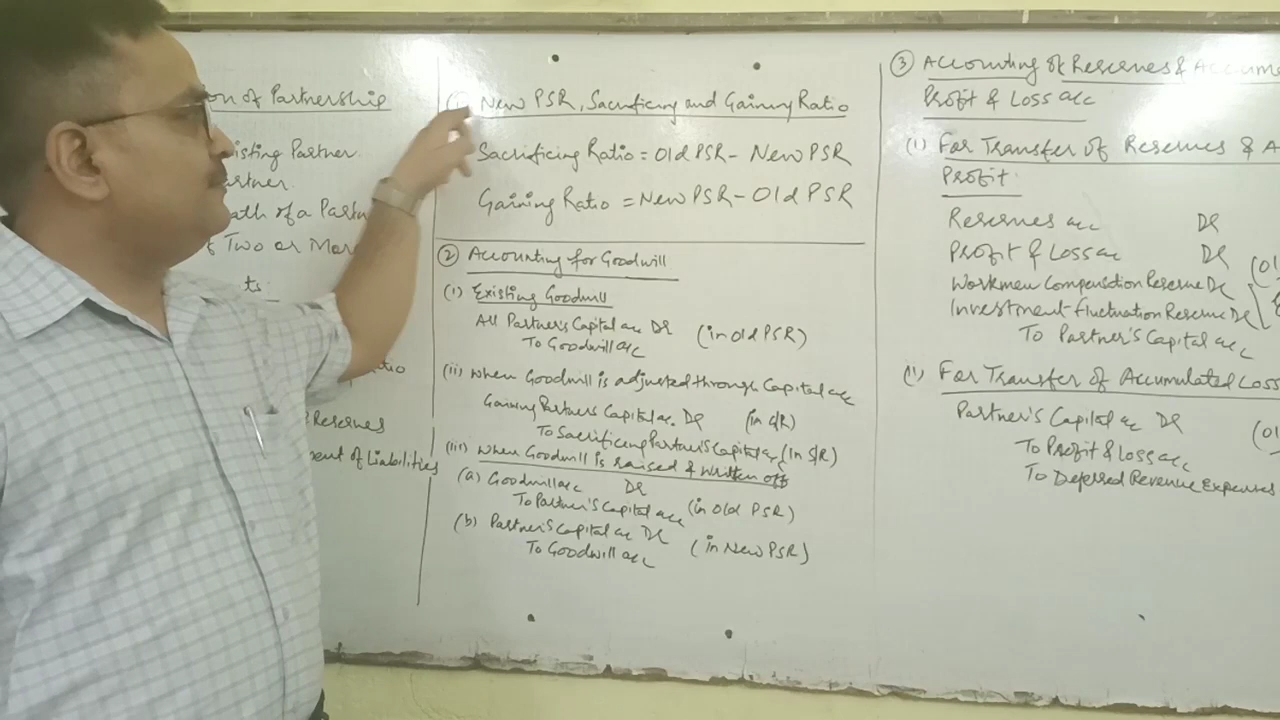 on of Partnership
isting Partner.
artner.
ath of a Partn
f Two or More
ts:
atio
& Reserves
ment of Liabilities
① New PSR, Sacrificing and Gaining Ratio
Sacrificing Ratio = Old PSR - New PSR
Gaining Ratio = New PSR - Old PSR
② Accounting for Goodwill
(i) Existing Goodwill
All Partner's Capital a/c DR (in Old PSR)
To Goodwill a/c
(ii) when Goodwill is adjusted through Capital a/c
Gaining Partners Capital a/c. DR (in G/R)
To Sacrificing Partner's Capital a/c (In S/R)
(iii) when Goodwill is raised & written off
(a) Goodwill a/c DR
To Partner's Capital a/c (in Old PSR)
(b) Partner's Capital a/c DR
To Goodwill a/c (in New PSR)
③ Accounting of Reserves & Accum
Profit & Loss a/c
(i) For Transfer of Reserves & A
Profit.
Reserves a/c DR
Profit & Loss a/c DR (Ol
Workmen Compensation Reserve DR
Investment Fluctuation Reserve DR
To Partner's Capital a/c
(ii) For Transfer of Accumulated Loss
Partner's Capital a/c DR (Ol
To Profit & Loss a/c
To Deferred Revenue Expenses